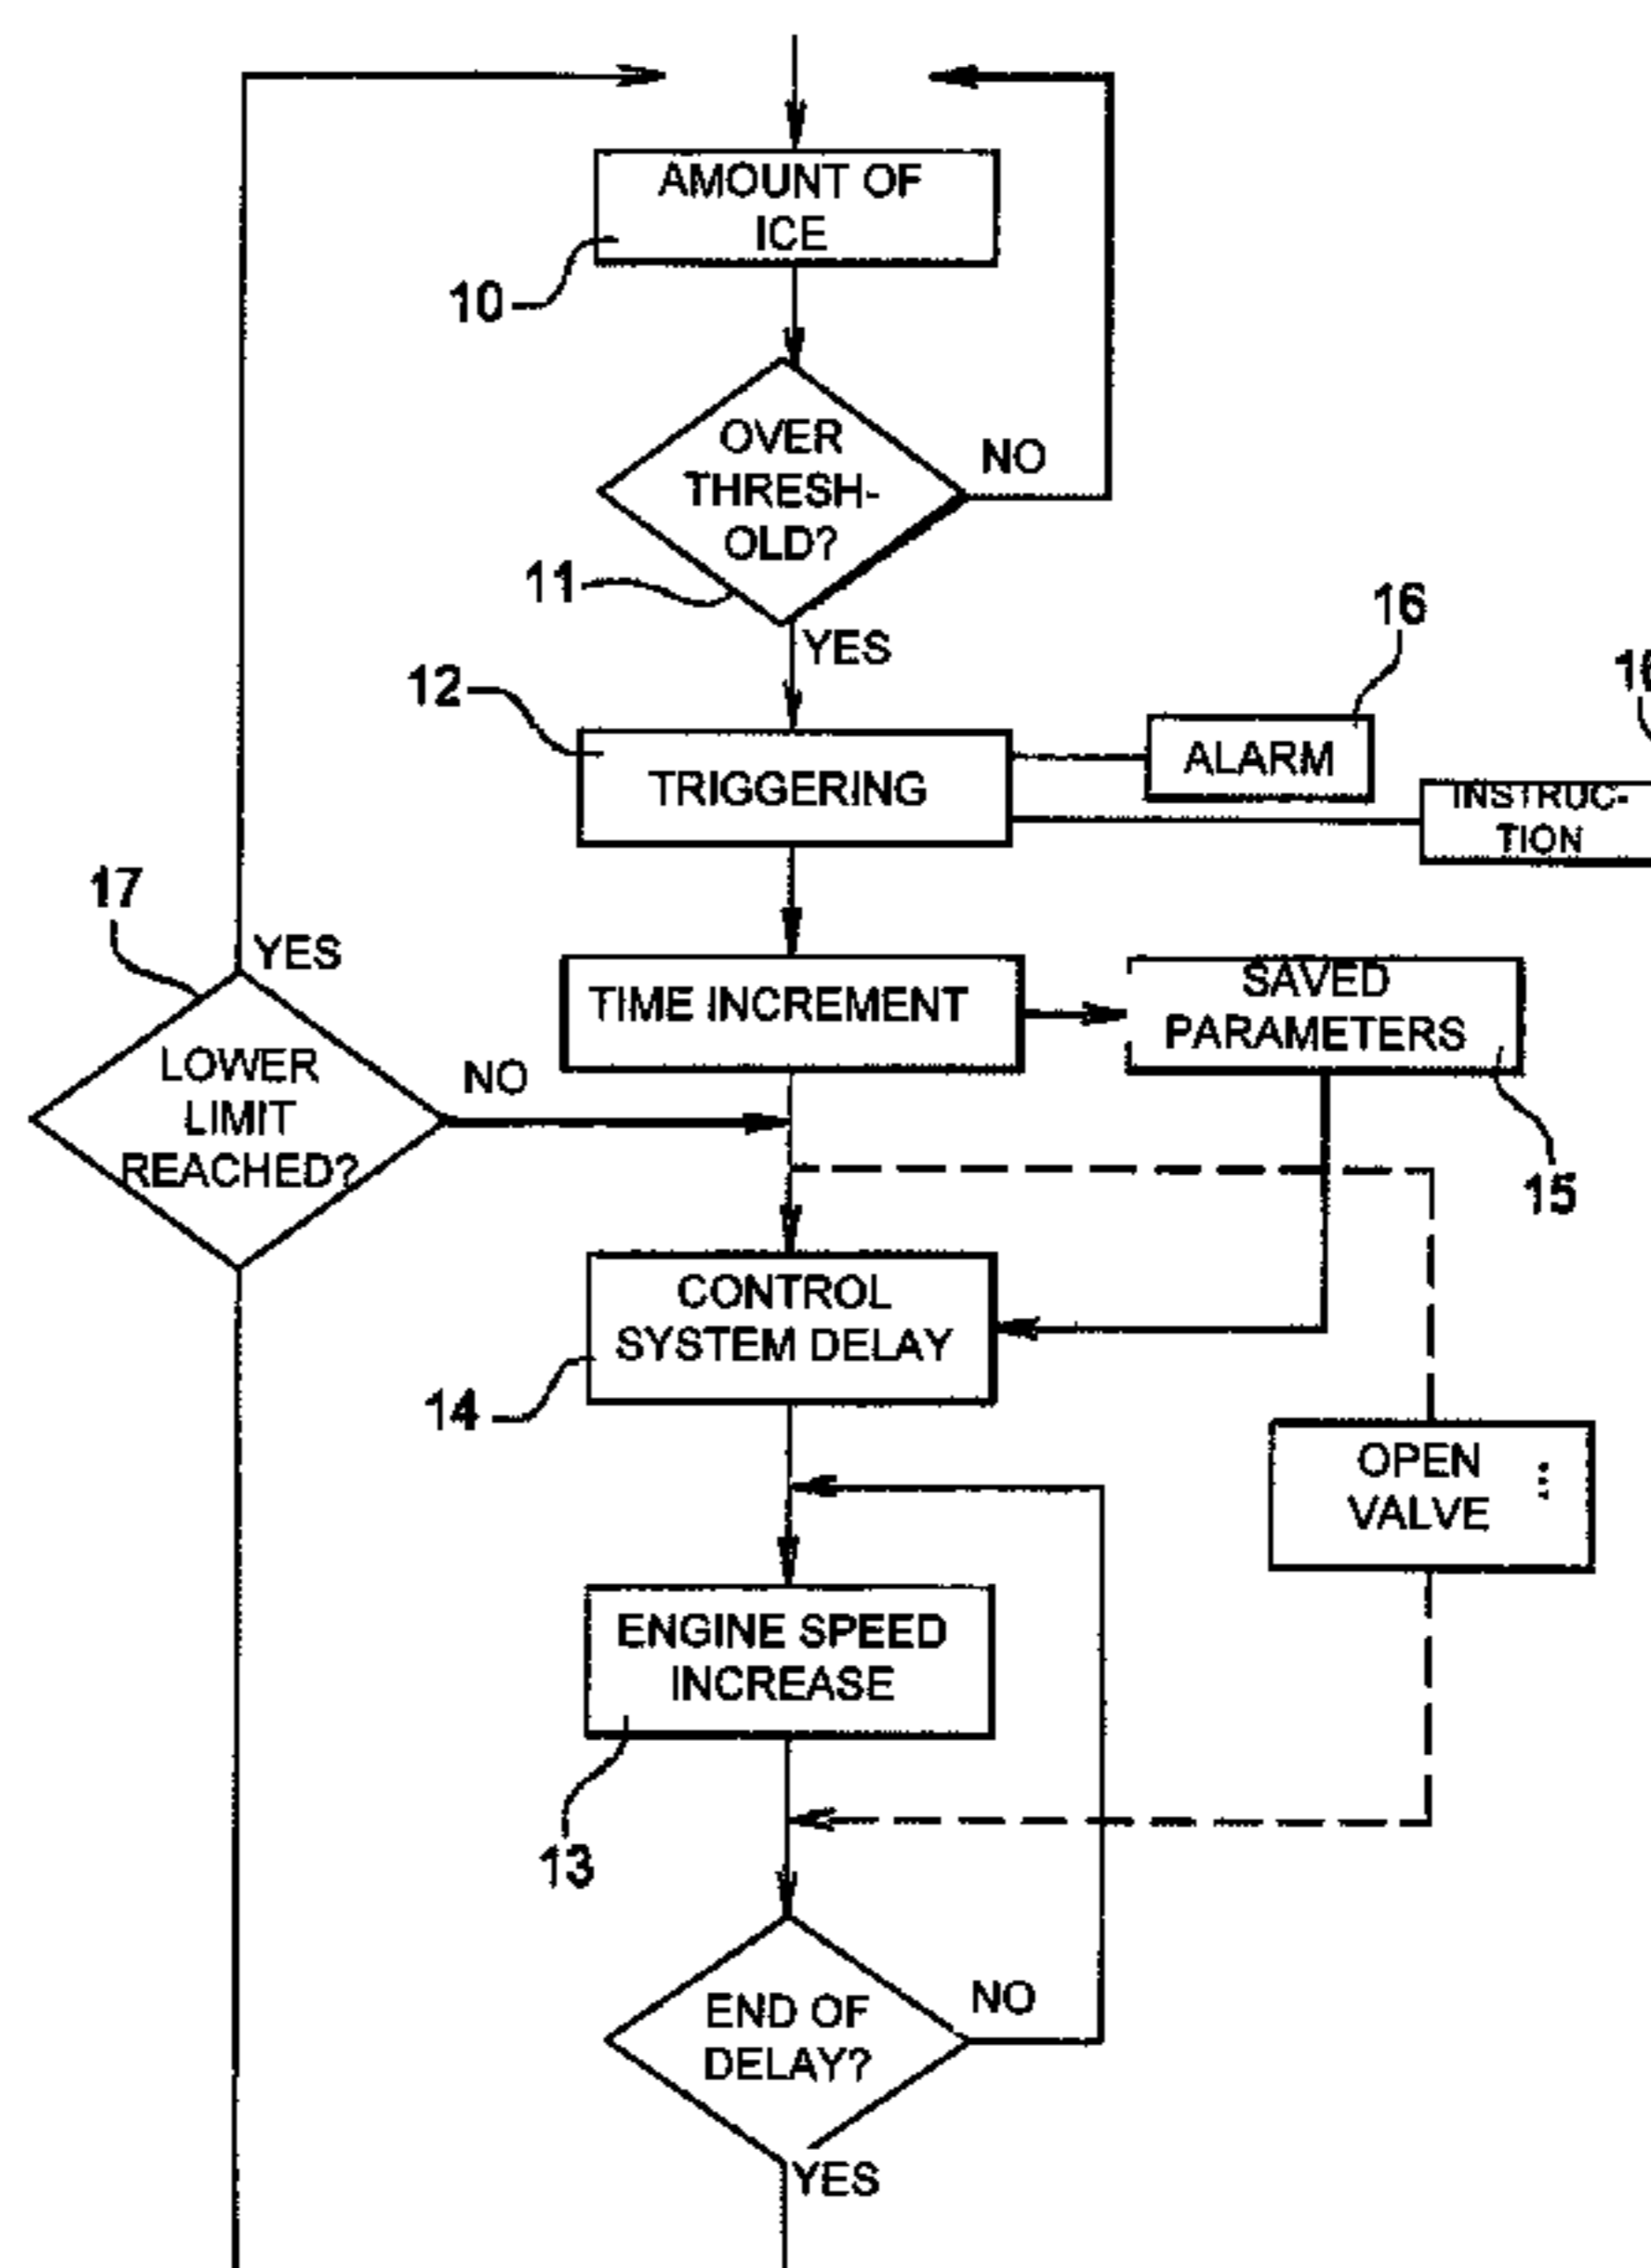 AMOUNT OF
ICE
10
OVER
THRESH-
OLD?
NO
11
YES
16
12
TRIGGERING
ALARM
INSTRUC-
TION
17
YES
TIME INCREMENT
SAVED
PARAMETERS
LOWER
LIMIT
REACHED?
NO
15
CONTROL
SYSTEM DELAY
14
OPEN
VALVE
ENGINE SPEED
INCREASE
13
END OF
DELAY?
NO
YES